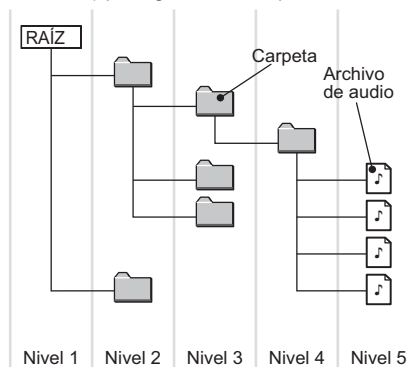 RAÍZ
Carpeta
Archivo
de audio
Nivel 1
Nivel 2
Nivel 3
Nivel 4
Nivel 5